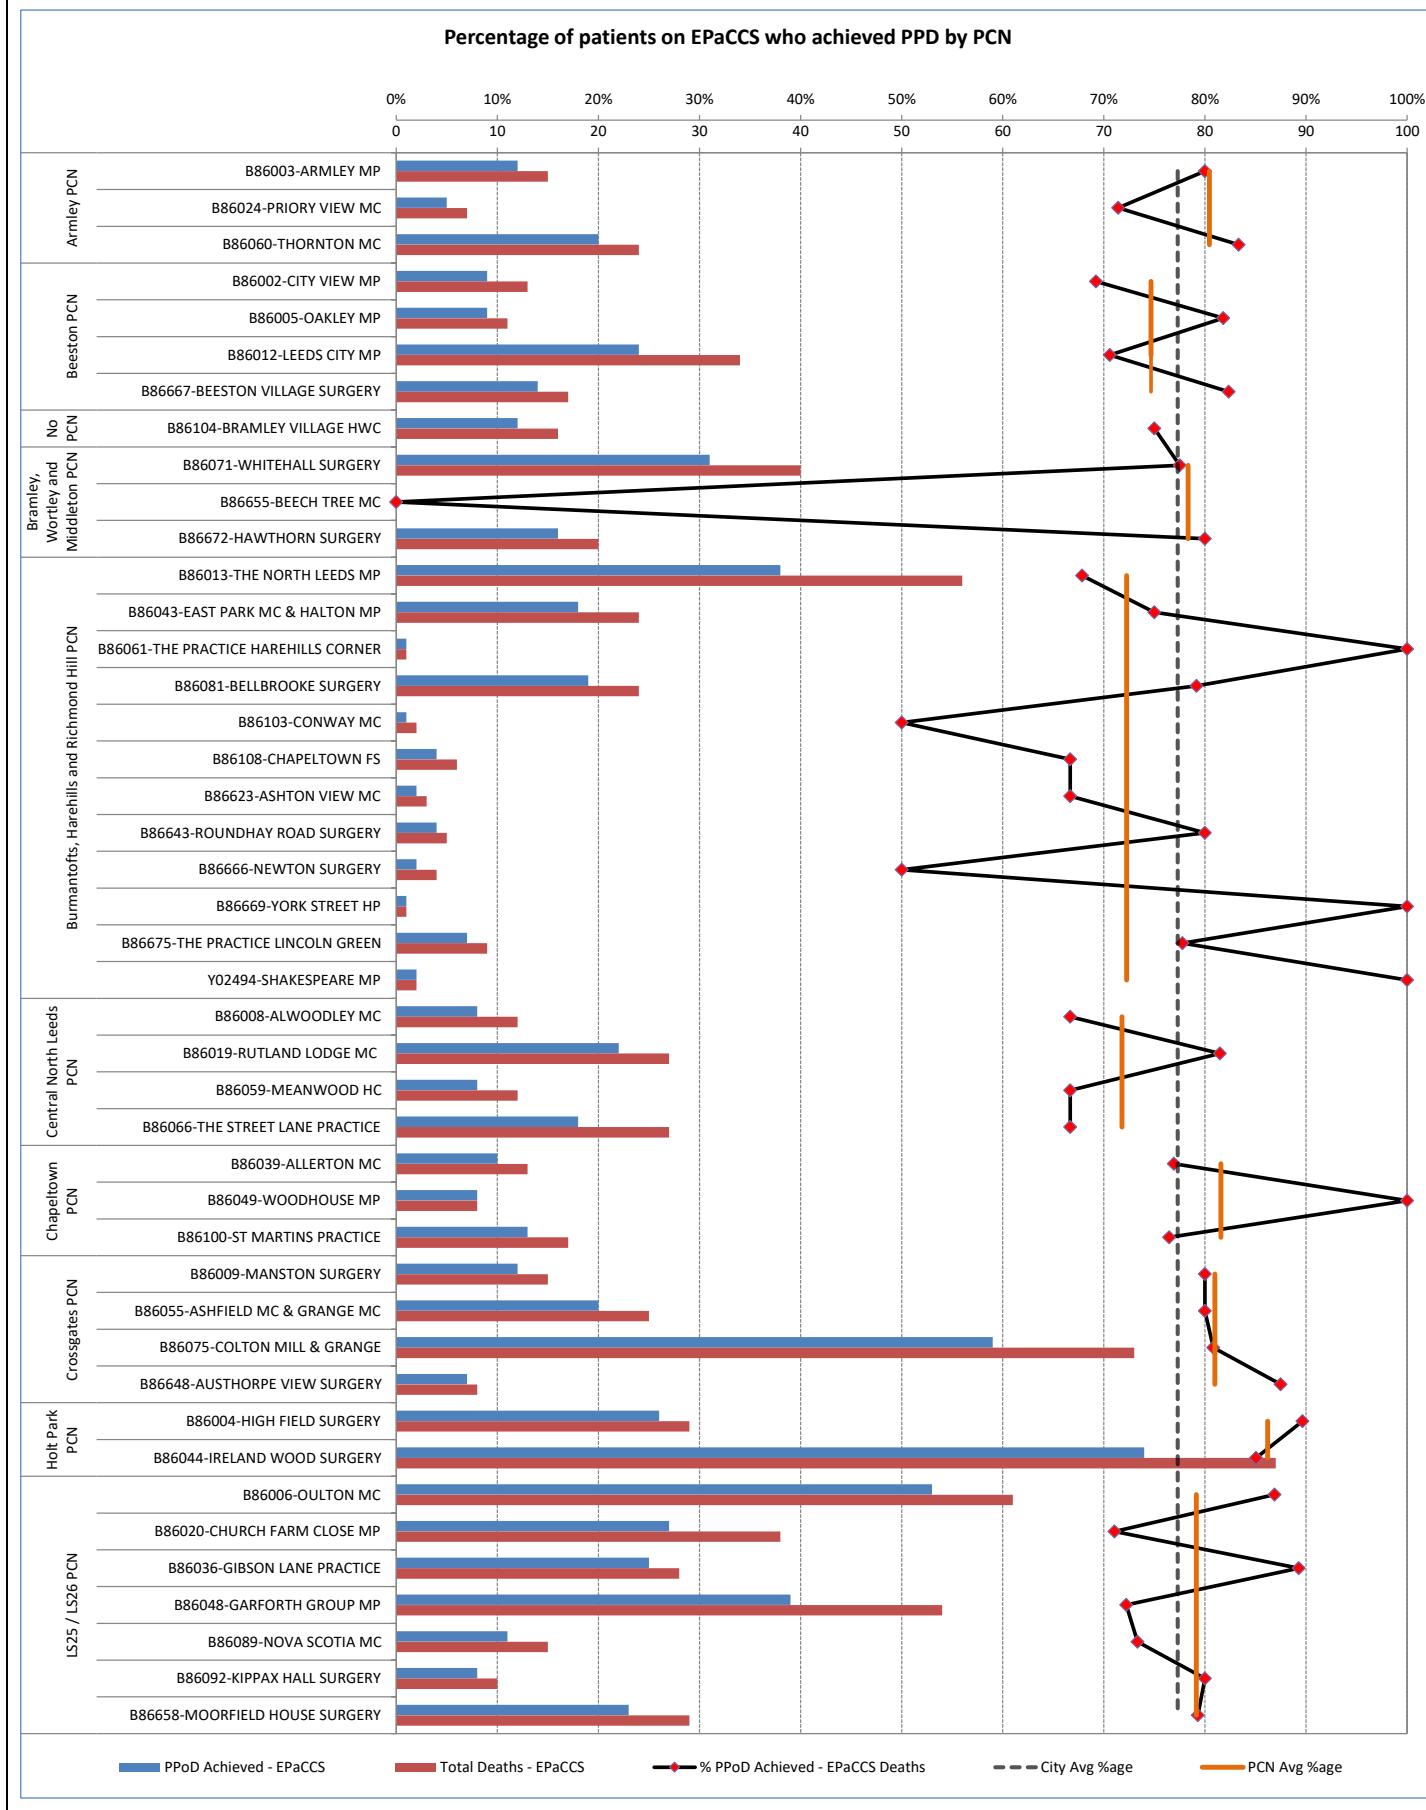 Percentage of patients on EPaCCS who achieved PPD by PCN
0% 10% 20% 30% 40% 50% 60% 70% 80% 90% 100%
0 10 20 30 40 50 60 70 80 90 100
Armley PCN
B86003-ARMLEY MP
B86024-PRIORY VIEW MC
B86060-THORNTON MC
Beeston PCN
B86002-CITY VIEW MP
B86005-OAKLEY MP
B86012-LEEDS CITY MP
B86667-BEESTON VILLAGE SURGERY
No
PCN
B86104-BRAMLEY VILLAGE HWC
Bramley,
Wortley and
Middleton PCN
B86071-WHITEHALL SURGERY
B86655-BEECH TREE MC
B86672-HAWTHORN SURGERY
Burmantofts, Harehills and Richmond Hill PCN
B86013-THE NORTH LEEDS MP
B86043-EAST PARK MC & HALTON MP
B86061-THE PRACTICE HAREHILLS CORNER
B86081-BELLBROOKE SURGERY
B86103-CONWAY MC
B86108-CHAPELTOWN FS
B86623-ASHTON VIEW MC
B86643-ROUNDHAY ROAD SURGERY
B86666-NEWTON SURGERY
B86669-YORK STREET HP
B86675-THE PRACTICE LINCOLN GREEN
Y02494-SHAKESPEARE MP
Central North Leeds
PCN
B86008-ALWOODLEY MC
B86019-RUTLAND LODGE MC
B86059-MEANWOOD HC
B86066-THE STREET LANE PRACTICE
Chapeltown
PCN
B86039-ALLERTON MC
B86049-WOODHOUSE MP
B86100-ST MARTINS PRACTICE
Crossgates PCN
B86009-MANSTON SURGERY
B86055-ASHFIELD MC & GRANGE MC
B86075-COLTON MILL & GRANGE
B86648-AUSTHORPE VIEW SURGERY
Holt Park
PCN
B86004-HIGH FIELD SURGERY
B86044-IRELAND WOOD SURGERY
LS25 / LS26 PCN
B86006-OULTON MC
B86020-CHURCH FARM CLOSE MP
B86036-GIBSON LANE PRACTICE
B86048-GARFORTH GROUP MP
B86089-NOVA SCOTIA MC
B86092-KIPPAX HALL SURGERY
B86658-MOORFIELD HOUSE SURGERY
PPoD Achieved - EPaCCS Total Deaths - EPaCCS % PPoD Achieved - EPaCCS Deaths City Avg %age PCN Avg %age